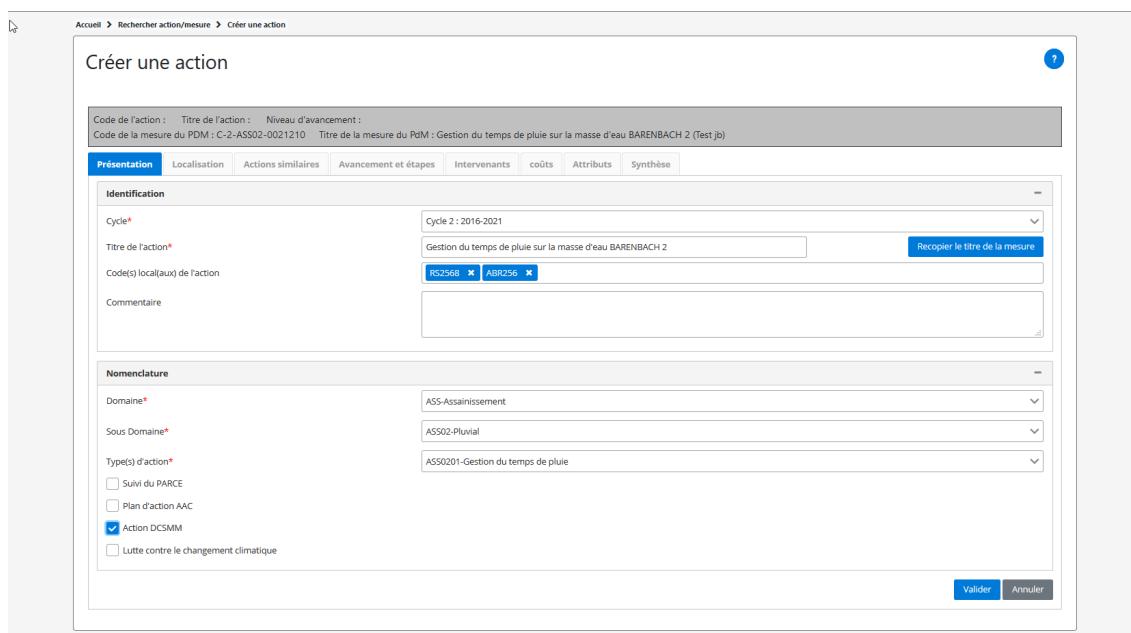 Accueil > Rechercher action/mesure > Créer une action
Créer une action
?
Code de l'action : Titre de l'action : Niveau d'avancement :
Code de la mesure du PDM : C-2-ASS02-0021210 Titre de la mesure du PdM : Gestion du temps de pluie sur la masse d'eau BARENBACH 2 (Test jb)
Présentation Localisation Actions similaires Avancement et étapes Intervenants coûts Attributs Synthèse
Identification
Cycle* Cycle 2 : 2016-2021
Titre de l'action* Gestion du temps de pluie sur la masse d'eau BARENBACH 2 Recopier le titre de la mesure
Code(s) local(aux) de l'action RS2568 ABR256
Commentaire
Nomenclature
Domaine* ASS-Assainissement
Sous Domaine* ASS02-Pluvial
Type(s) d'action* ASS0201-Gestion du temps de pluie
Suivi du PARCE
Plan d'action AAC
Action DCSMM
Lutte contre le changement climatique
Valider Annuler